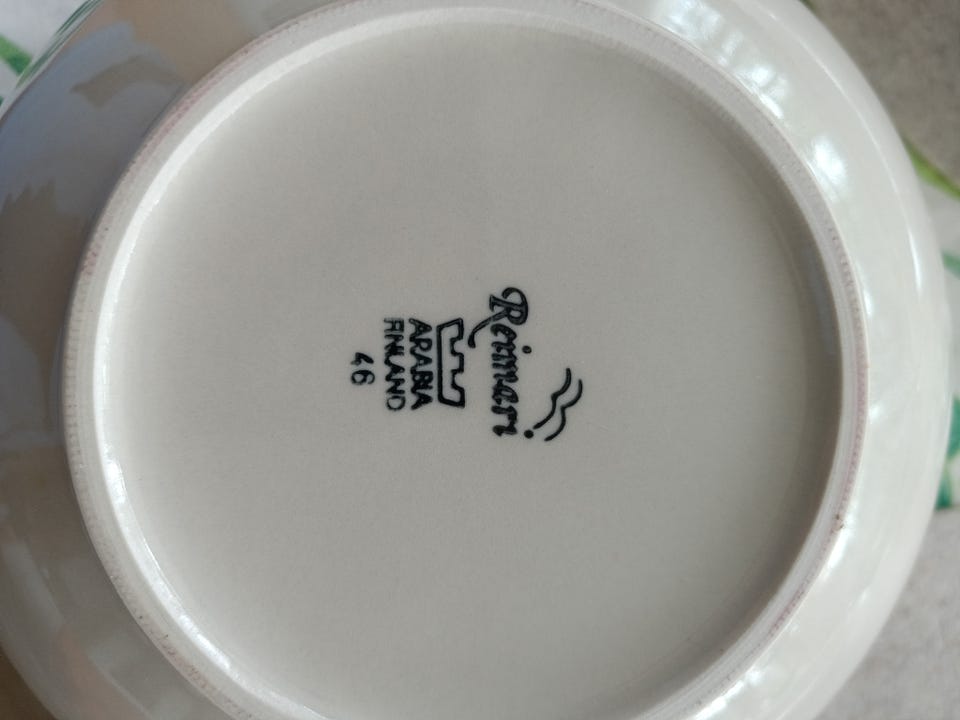 Reimari
ARABIA
FINLAND
46